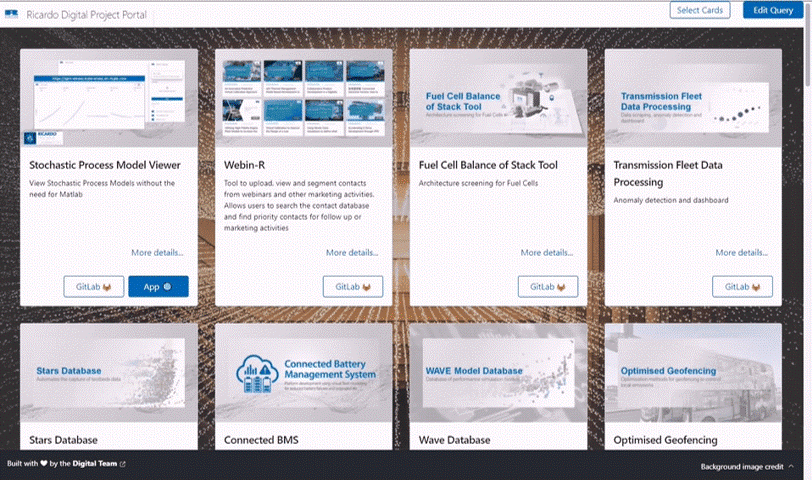 Ricardo Digital Project Portal
Select Cards
Edit Query
RICARDO
Fuel Cell Balance
of Stack Tool
Architecture screening for Fuel Cells
Transmission Fleet
Data Processing
Data scraping, anomaly detection and
dashboard
Stochastic Process Model Viewer
View Stochastic Process Models without the
need for Matlab
More details...
GitLab
App
Webin-R
Tool to upload, view and segment contacts
from webinars and other marketing activities.
Allows users to search the contact database
and find priority contacts for follow up or
marketing activities
More details...
GitLab
Fuel Cell Balance of Stack Tool
Architecture screening for Fuel Cells
More details...
GitLab
Transmission Fleet Data
Processing
Anomaly detection and dashboard
More details...
GitLab
Stars Database
Automates the capture of testbed data
Stars Database
Connected Battery
Management System
Connected BMS
WAVE Model Database
Database of performance simulation models
Wave Database
Optimised Geofencing
Optimised Geofencing
Built with ♥ by the Digital Team
Background image credit